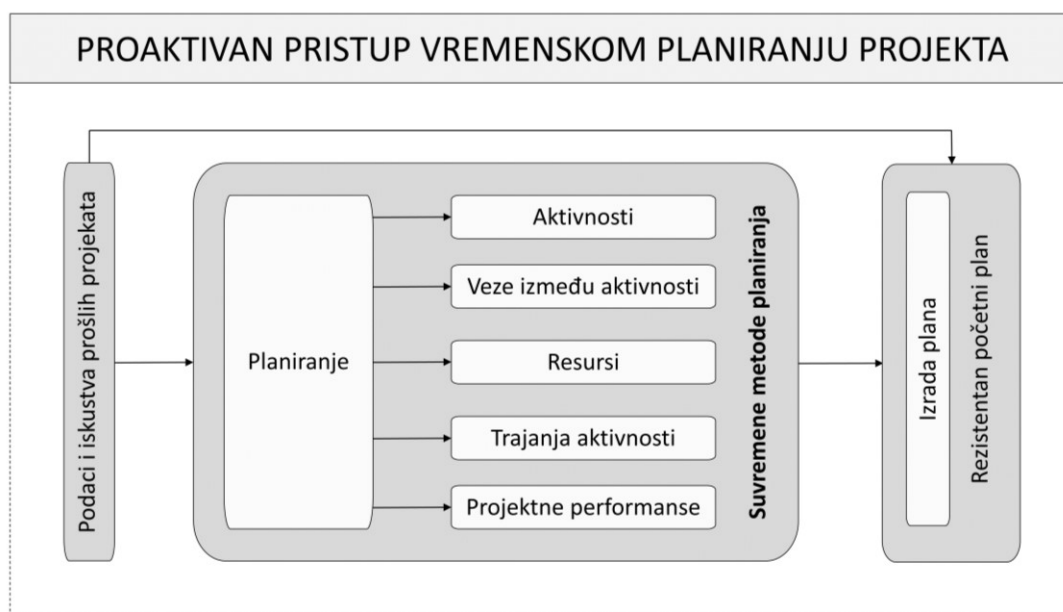 PROAKTIVAN PRISTUP VREMENSKOM PLANIRANJU PROJEKTA
Podaci i iskustva prošlih projekata
Planiranje
Aktivnosti
Veze između aktivnosti
Resursi
Trajanja aktivnosti
Projektne performanse
Suvremene metode planiranja
Izrada plana
Rezistentan početni plan